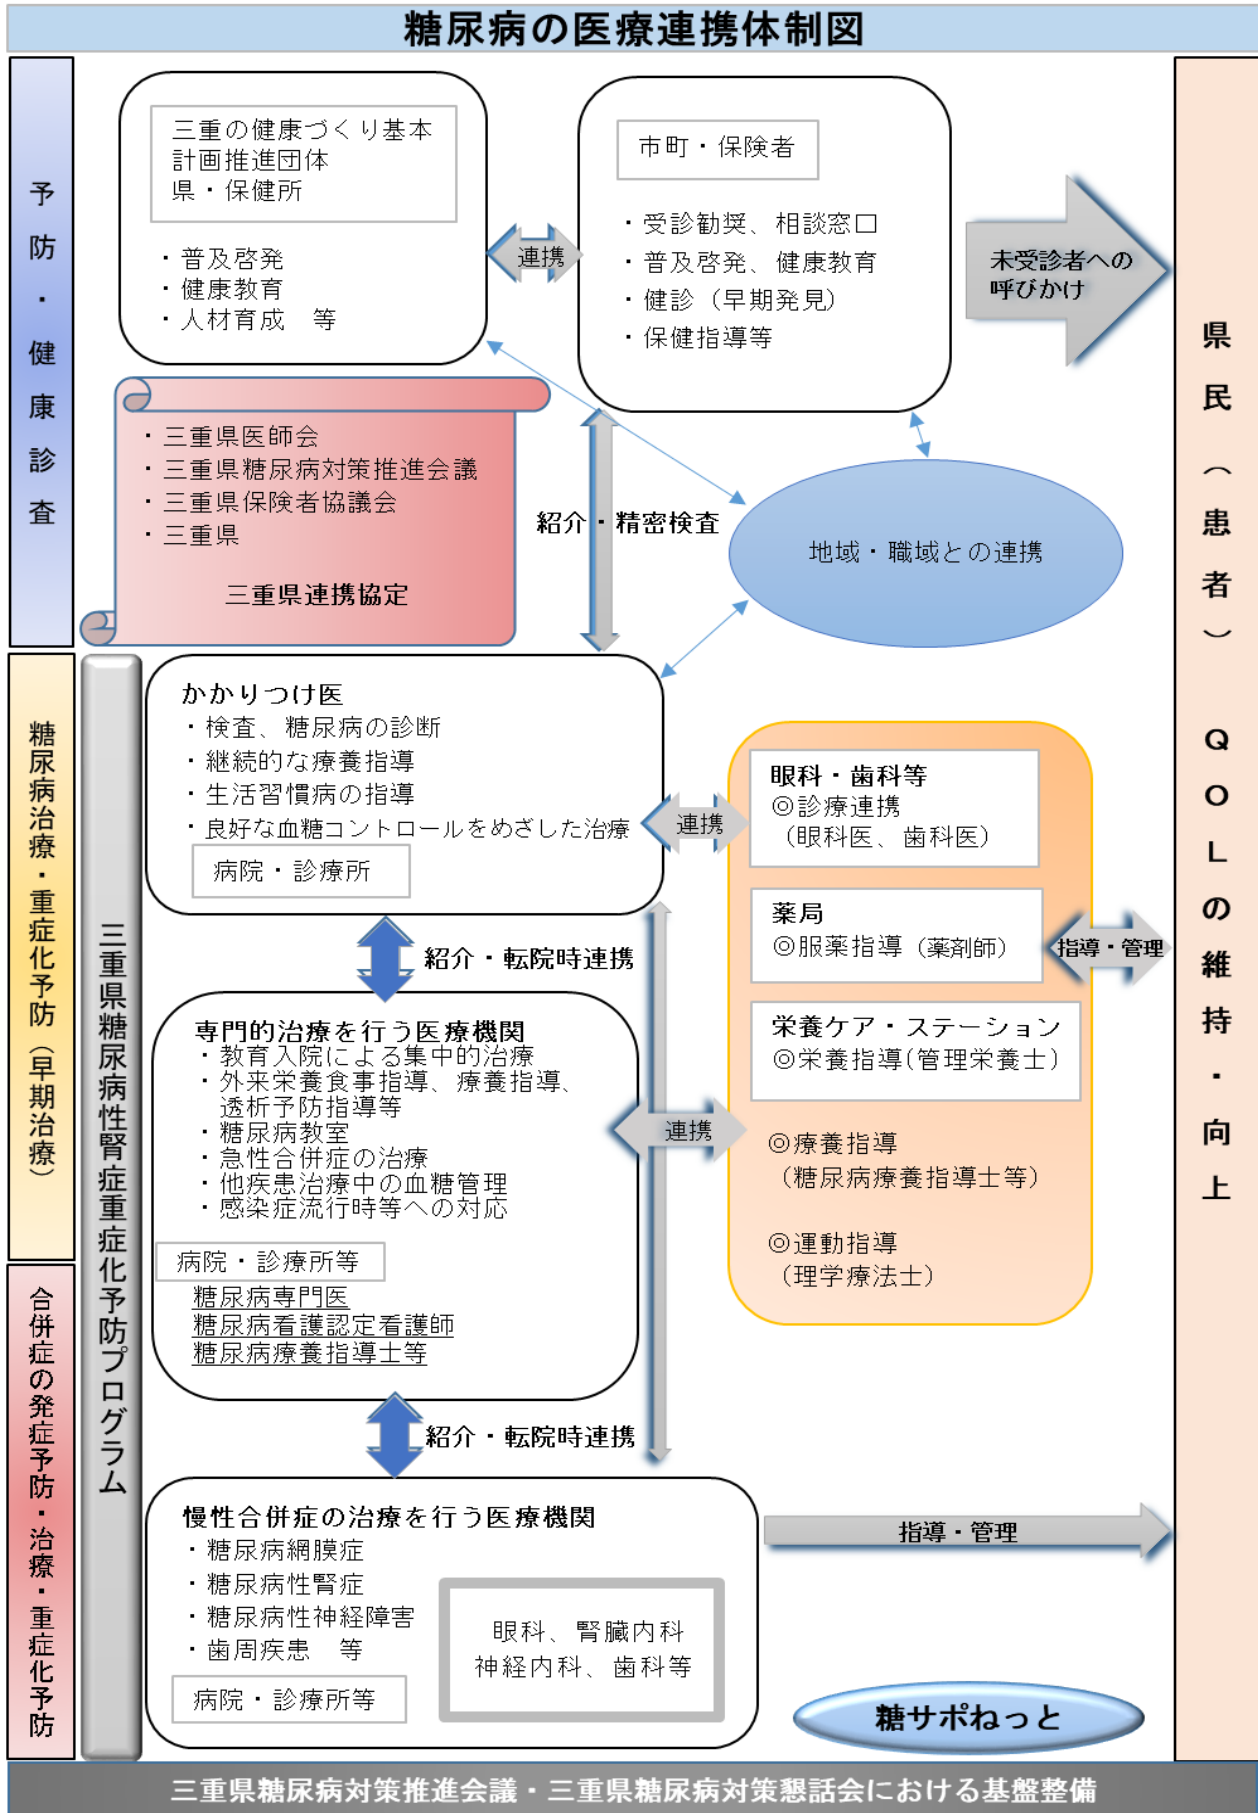 糖尿病の医療連携体制図
予防・健康診査
三重の健康づくり基本
計画推進団体
県・保健所
・普及啓発
・健康教育
・人材育成　等
連携
市町・保険者
・受診勧奨、相談窓口
・普及啓発、健康教育
・健診（早期発見）
・保健指導等
未受診者への
呼びかけ
県民（患者）QOLの維持・向上
・三重県医師会
・三重県糖尿病対策推進会議
・三重県保険者協議会
・三重県
三重県連携協定
紹介・精密検査
地域・職域との連携
糖尿病治療・重症化予防（早期治療）
三重県糖尿病性腎症重症化予防プログラム
かかりつけ医
・検査、糖尿病の診断
・継続的な療養指導
・生活習慣病の指導
・良好な血糖コントロールをめざした治療
病院・診療所
連携
眼科・歯科等
◎診療連携
（眼科医、歯科医）
薬局
◎服薬指導（薬剤師）
栄養ケア・ステーション
◎栄養指導（管理栄養士）
◎療養指導
（糖尿病療養指導士等）
◎運動指導
（理学療法士）
指導・管理
紹介・転院時連携
専門的治療を行う医療機関
・教育入院による集中的治療
・外来栄養食事指導、療養指導、
透析予防指導等
・糖尿病教室
・急性合併症の治療
・他疾患治療中の血糖管理
・感染症流行時等への対応
病院・診療所等
糖尿病専門医
糖尿病看護認定看護師
糖尿病療養指導士等
連携
合併症の発症予防・治療・重症化予防
紹介・転院時連携
慢性合併症の治療を行う医療機関
・糖尿病網膜症
・糖尿病性腎症
・糖尿病性神経障害
・歯周疾患　等
病院・診療所等
眼科、腎臓内科
神経内科、歯科等
指導・管理
糖サポねっと
三重県糖尿病対策推進会議・三重県糖尿病対策懇話会における基盤整備